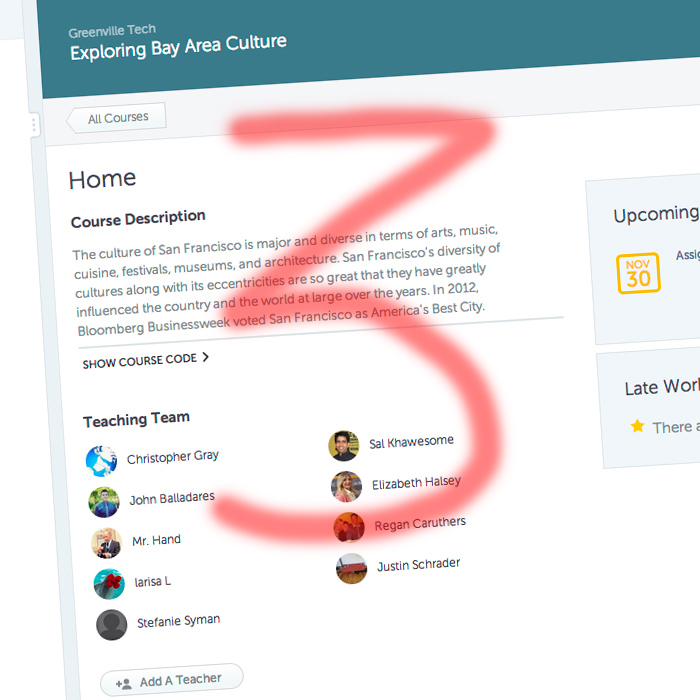 Greenville Tech
Exploring Bay Area Culture
All Courses
Home
Course Description
The culture of San Francisco is major and diverse in terms of arts, music,
cuisine, festivals, museums, and architecture. San Francisco's diversity of
cultures along with its eccentricities are so great that they have greatly
influenced the country and the world at large over the years. In 2012,
Bloomberg Businessweek voted San Francisco as America's Best City.
SHOW COURSE CODE
Teaching Team
Christopher Gray
John Balladares
Mr. Hand
larisa L
Stefanie Syman
Sal Khawesome
Elizabeth Halsey
Regan Caruthers
Justin Schrader
Add A Teacher
Upcoming
NOV
30
Assig
Late Worl
There a
3